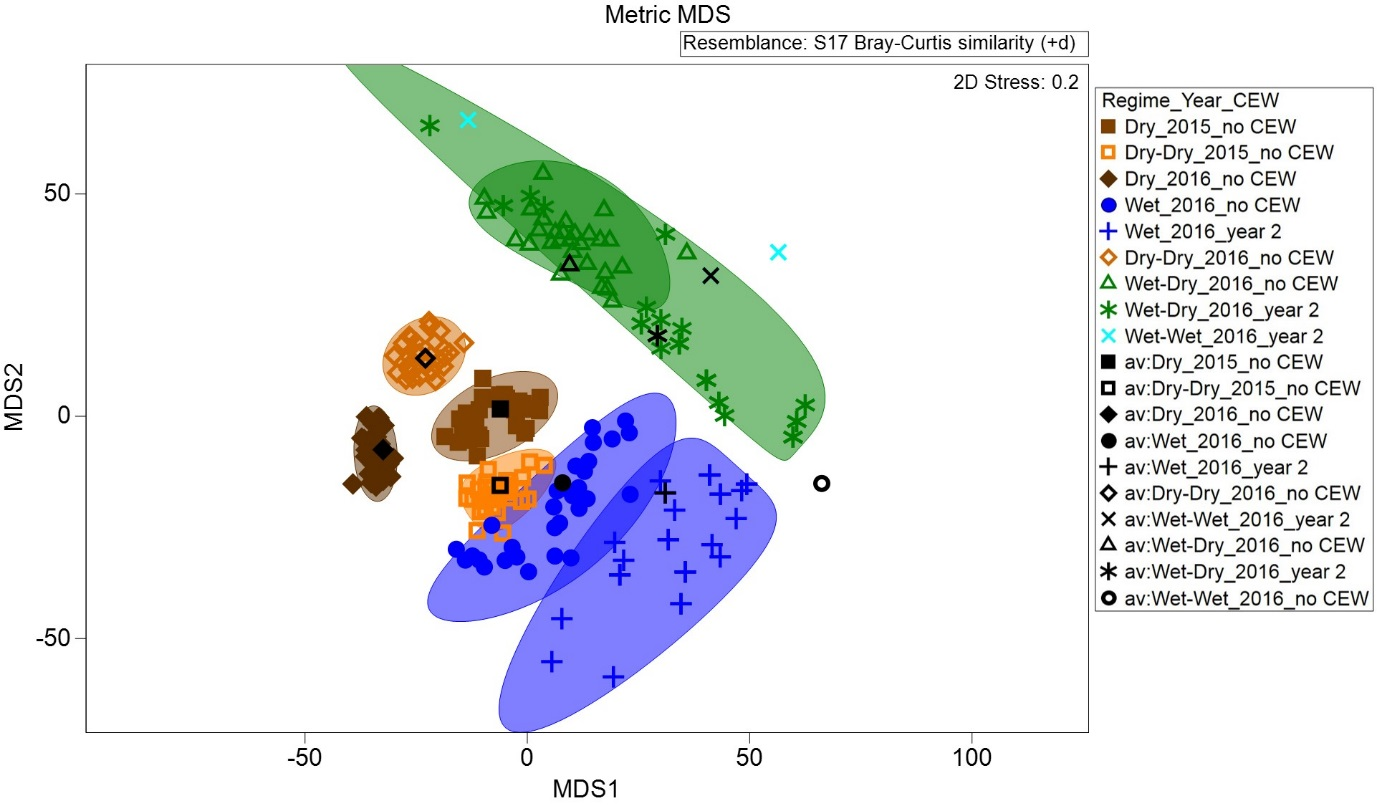 Metric MDS
Resemblance: S17 Bray-Curtis similarity (+d)
2D Stress: 0.2
Regime_Year_CEW
Dry_2015_no CEW
Dry-Dry_2015_no CEW
Dry_2016_no CEW
Wet_2016_no CEW
Wet_2016_year 2
Dry-Dry_2016_no CEW
Wet-Dry_2016_no CEW
Wet-Dry_2016_year 2
Wet-Wet_2016_year 2
av:Dry_2015_no CEW
av:Dry-Dry_2015_no CEW
av:Dry_2016_no CEW
av:Wet_2016_no CEW
av:Wet_2016_year 2
av:Dry-Dry_2016_no CEW
av:Wet-Wet_2016_year 2
av:Wet-Dry_2016_no CEW
av:Wet-Dry_2016_year 2
av:Wet-Wet_2016_no CEW
50
0
-50
MDS2
-50
0
50
100
MDS1